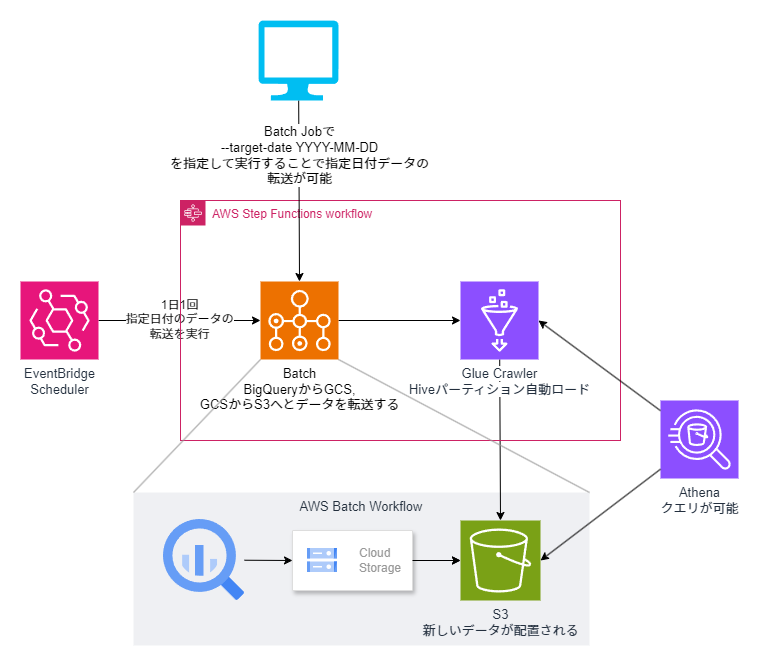 Batch Jobで
--target-date YYYY-MM-DD
を指定して実行することで指定日付データの
転送が可能
AWS Step Functions workflow
1日1回
指定日付のデータの
転送を実行
EventBridge
Scheduler
Batch
BigQueryからGCS,
GCSからS3へとデータを転送する
Glue Crawler
Hiveパーティション自動ロード
Athena
クエリが可能
AWS Batch Workflow
Cloud
Storage
S3
新しいデータが配置される